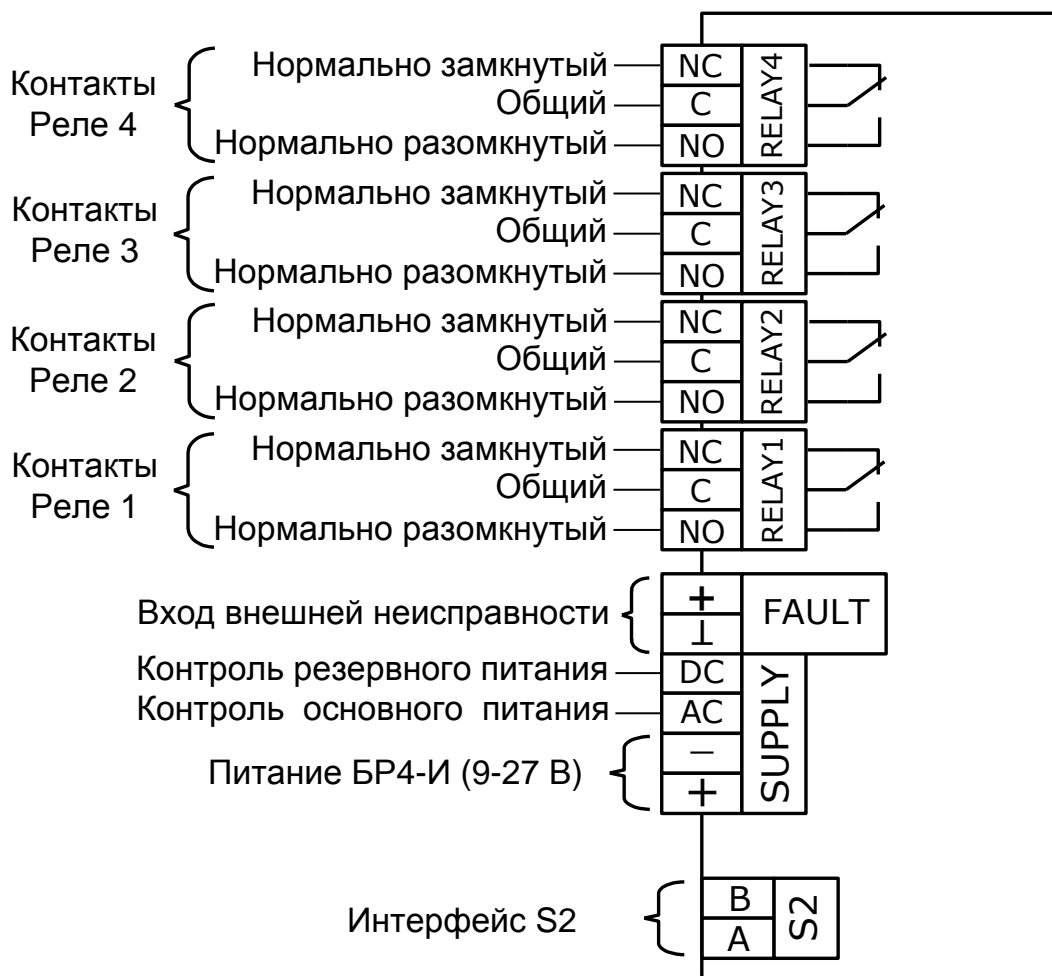 Контакты
Реле 4
Нормально замкнутый
Общий
Нормально разомкнутый
NC
C
NO
RELAY4
Контакты
Реле 3
Нормально замкнутый
Общий
Нормально разомкнутый
NC
C
NO
RELAY3
Контакты
Реле 2
Нормально замкнутый
Общий
Нормально разомкнутый
NC
C
NO
RELAY2
Контакты
Реле 1
Нормально замкнутый
Общий
Нормально разомкнутый
NC
C
NO
RELAY1
Вход внешней неисправности
+
⊥
FAULT
Контроль резервного питания
DC
Контроль основного питания
AC
Питание БР4-И (9-27 В)
–
+
SUPPLY
Интерфейс S2
B
A
S2